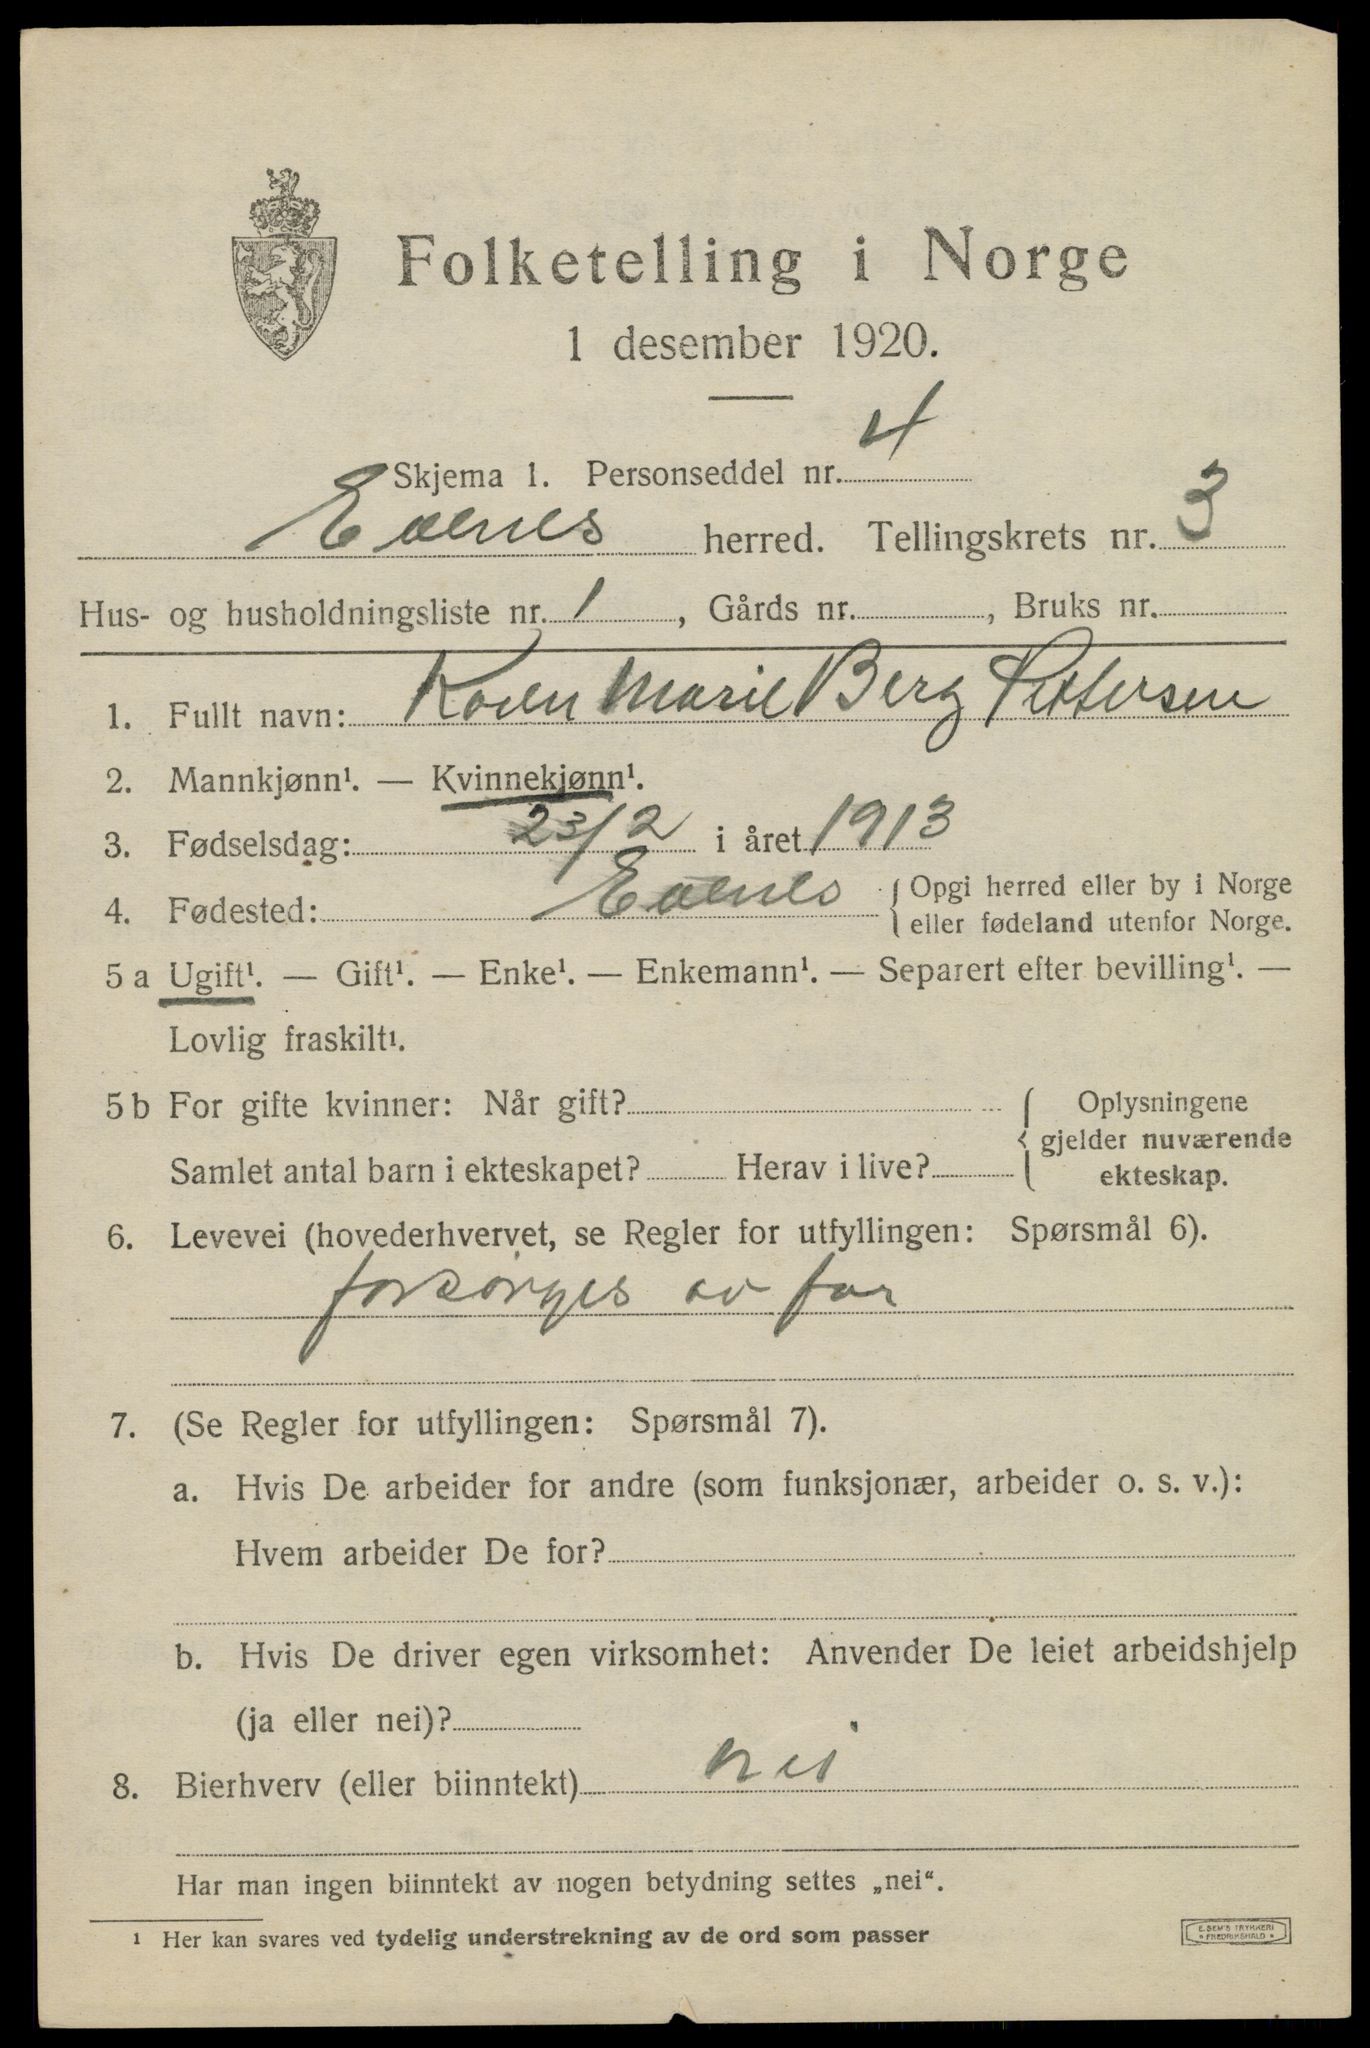 Folketelling i Norge
1 desember 1920.
Skjema 1. Personseddel nr. 4
Evenes herred. Tellingskrets nr. 3
Hus- og husholdningsliste nr. 1, Gårds nr. , Bruks nr.
1. Fullt navn: Karen Marie Berg Pettersen
2. Mannkjønn¹. — Kvinnekjønn¹.
3. Fødselsdag: 23/2 i året 1913
4. Fødested: Evenes { Opgi herred eller by i Norge
eller fødeland utenfor Norge.
5 a Ugift¹. — Gift¹. — Enke¹. — Enkemann¹. — Separert efter bevilling¹. —
Lovlig fraskilt¹.
5 b For gifte kvinner: Når gift? { Oplysningene
gjelder nuværende
Samlet antal barn i ekteskapet? Herav i live? ekteskap.
6. Levevei (hovederhvervet, se Regler for utfyllingen: Spørsmål 6).
forsørges av far
7. (Se Regler for utfyllingen: Spørsmål 7).
a. Hvis De arbeider for andre (som funksjonær, arbeider o. s. v.):
Hvem arbeider De for?
b. Hvis De driver egen virksomhet: Anvender De leiet arbeidshjelp
(ja eller nei)?
8. Bierhverv (eller biinntekt) nei
Har man ingen biinntekt av nogen betydning settes „nei“.
¹ Her kan svares ved tydelig understrekning av de ord som passer
E. SEM'S TRYKKERI
* FREDRIKSHALD *